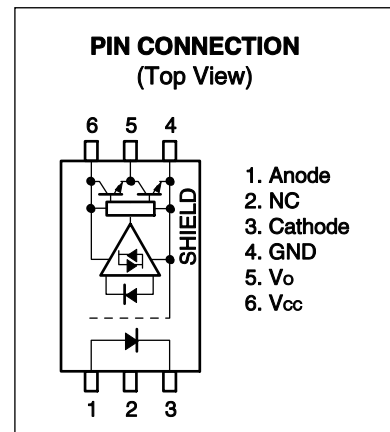 PIN CONNECTION
(Top View)
6 5 4
SHIELD
1 2 3
1. Anode
2. NC
3. Cathode
4. GND
5. Vo
6. Vcc